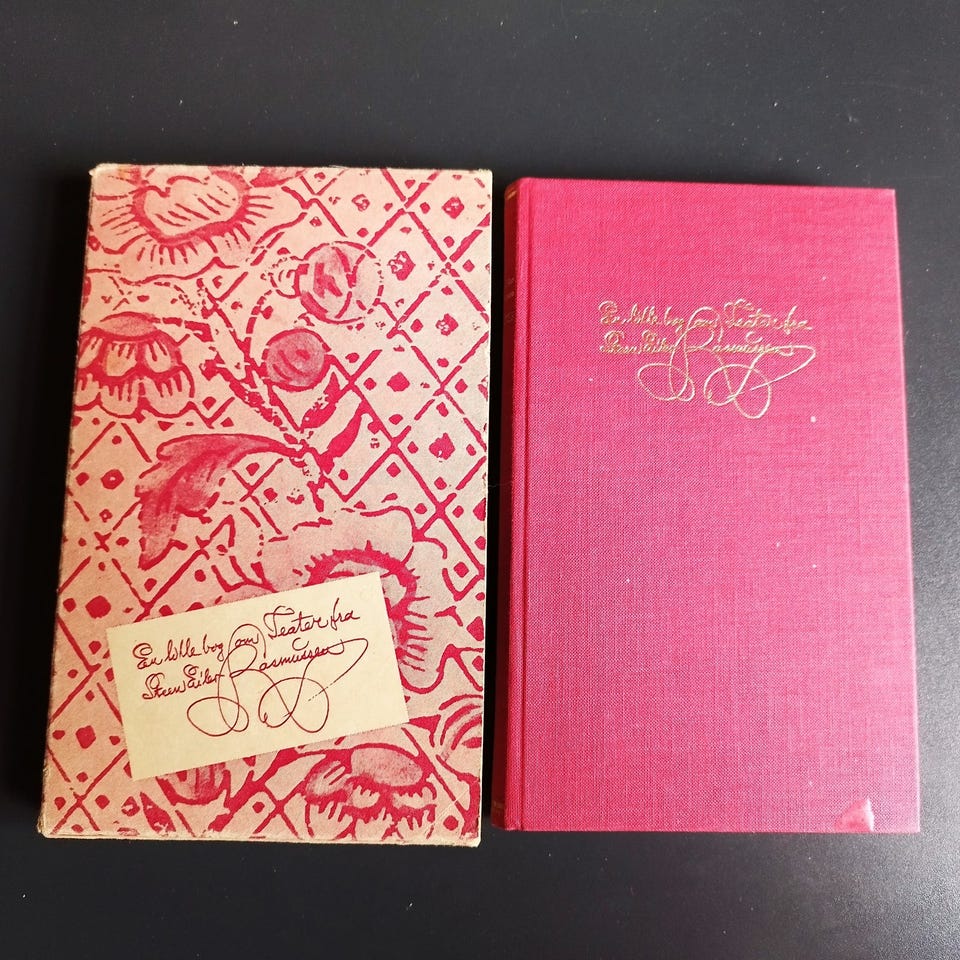 En lille bog om Teater fra
Steen Eiler Rasmussen
En lille bog om Teater fra
Steen Eiler Rasmussen